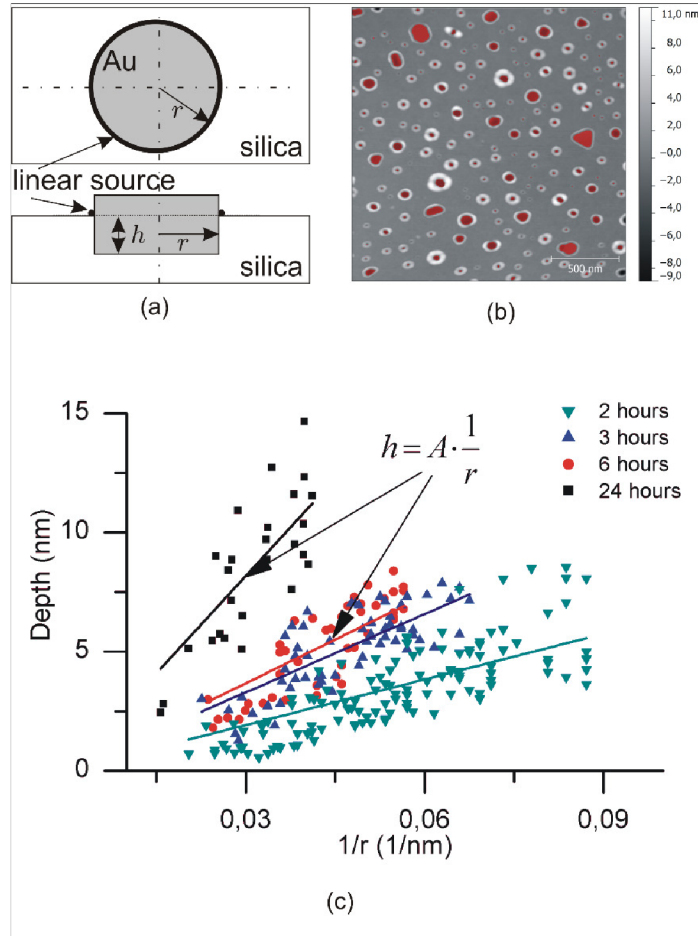 Au
r
silica
linear source
h
r
silica
(a)
11,0 nm
8,0
6,0
4,0
2,0
-0,0
-2,0
-4,0
-6,0
-8,0
-9,0
500 nm
(b)
15
10
5
0
Depth (nm)
h = A · 1/r
2 hours
3 hours
6 hours
24 hours
0,03
0,06
0,09
1/r (1/nm)
(c)